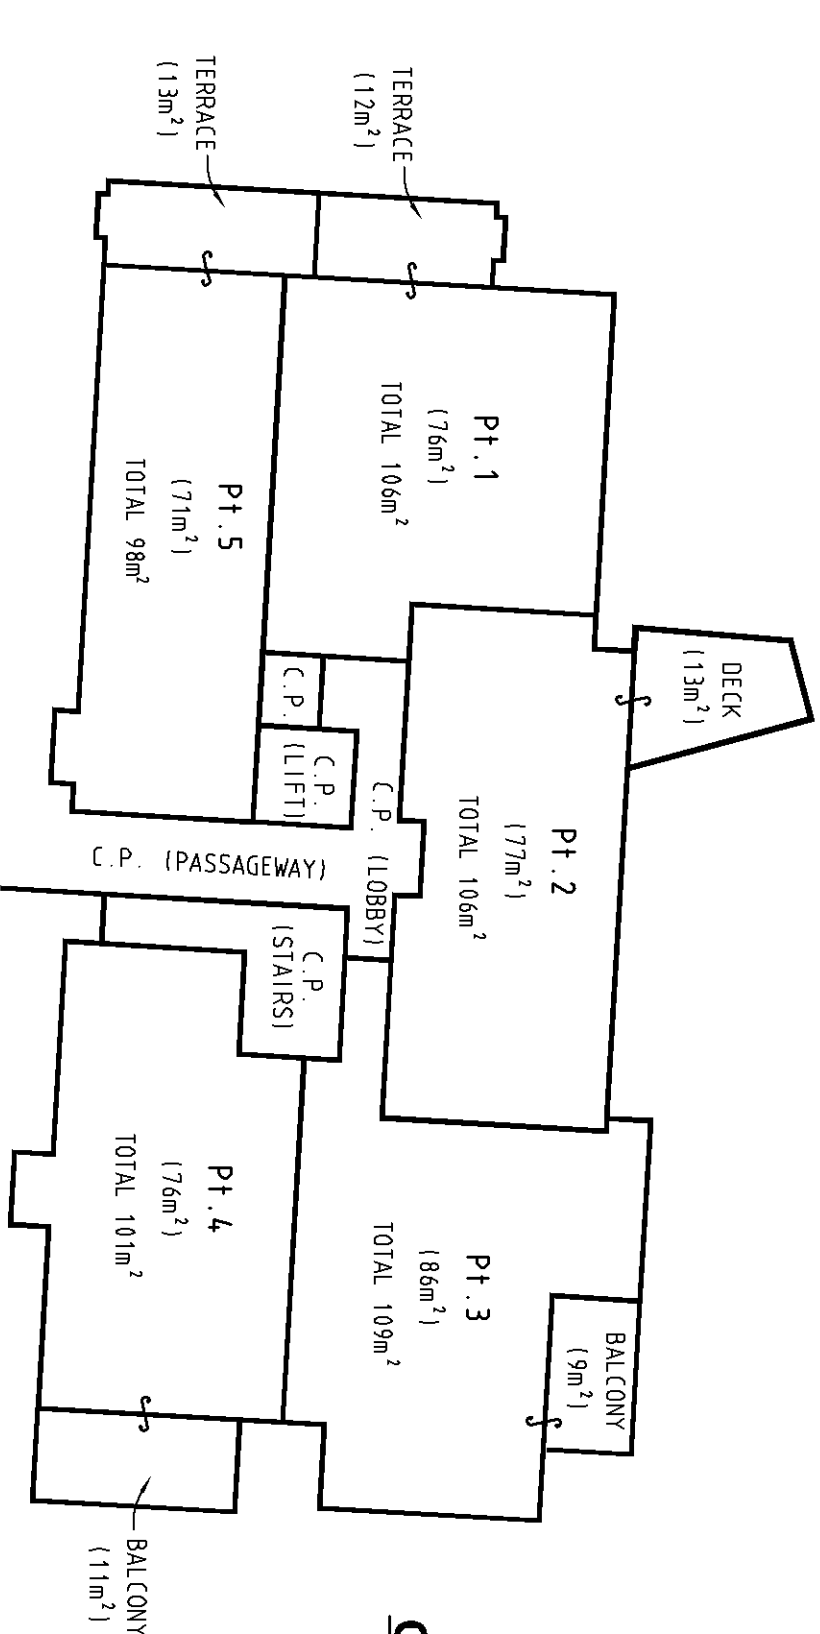 TERRACE
(13m²)
TERRACE
(12m²)
Pt.1
(76m²)
TOTAL 106m²
Pt.5
(71m²)
TOTAL 98m²
DECK
(13m²)
C.P.
C.P.
(LIFT)
C.P. (LOBBY)
C.P. (PASSAGEWAY)
C.P.
(STAIRS)
Pt.2
(77m²)
TOTAL 106m²
Pt.4
(76m²)
TOTAL 101m²
Pt.3
(86m²)
TOTAL 109m²
BALCONY
(9m²)
BALCONY
(11m²)